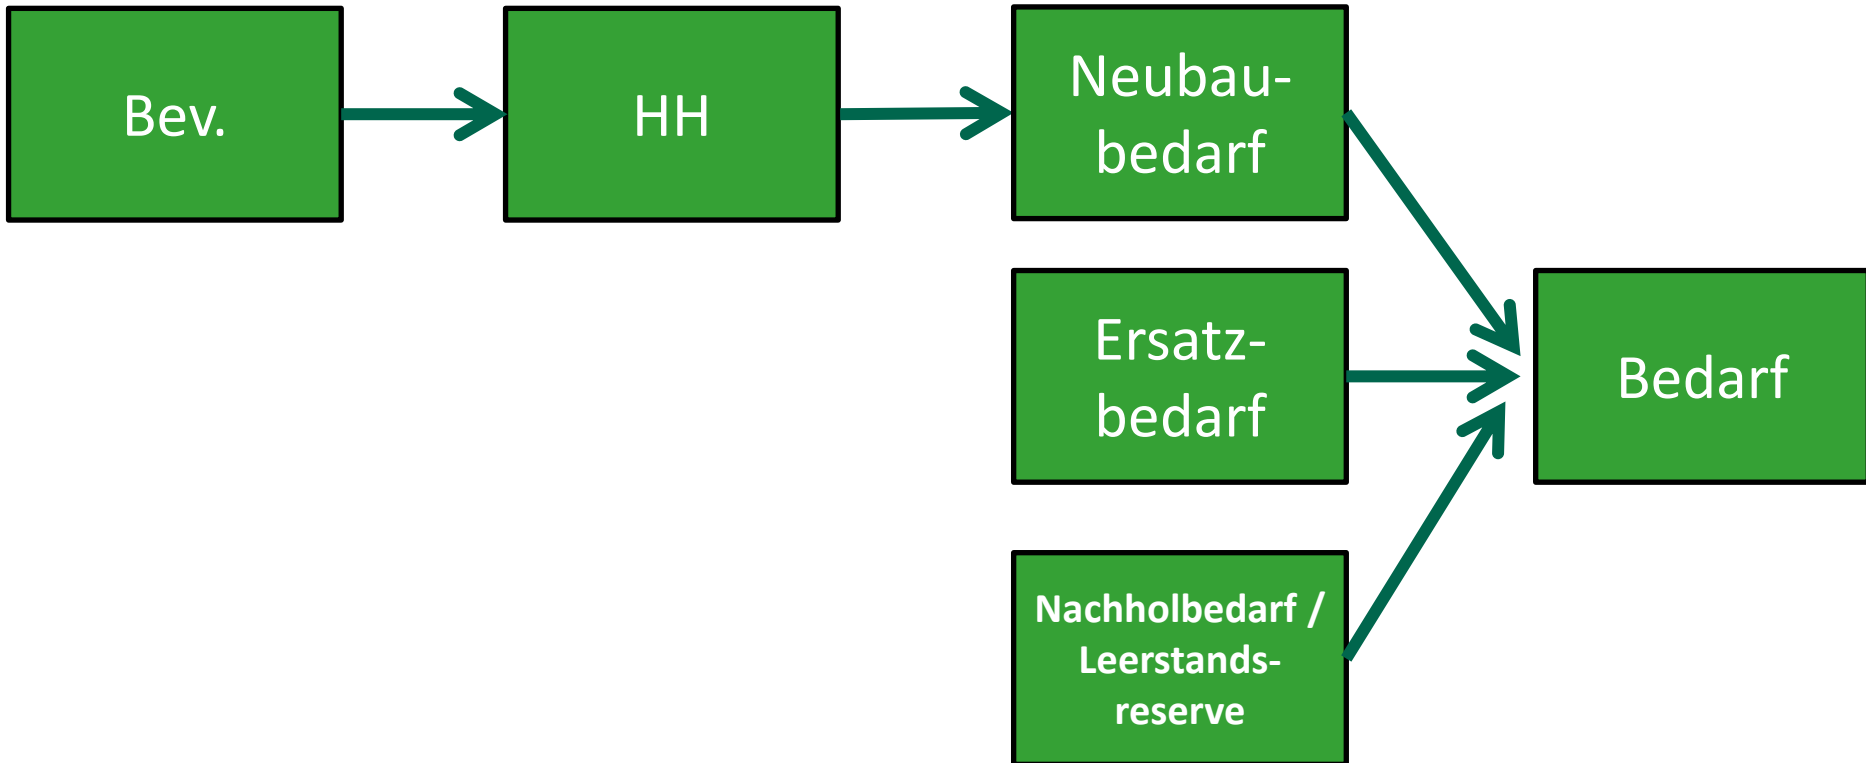 Bev.
HH
Neubau-
bedarf
Ersatz-
bedarf
Bedarf
Nachholbedarf /
Leerstands-
reserve